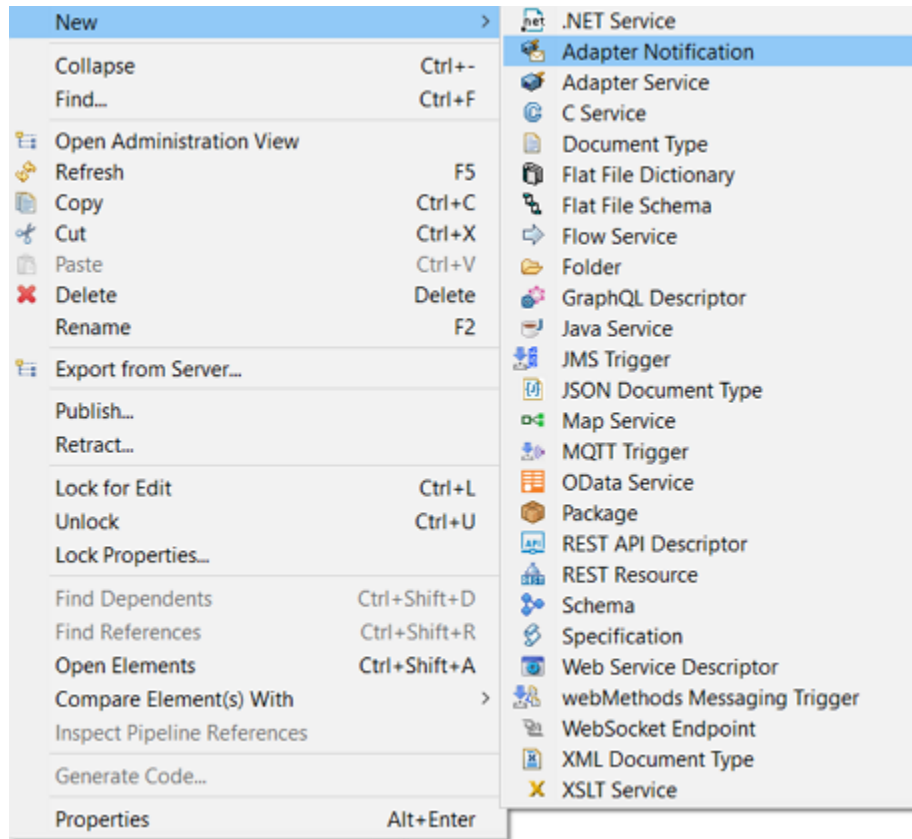 New
Collapse Ctrl+-
Find... Ctrl+F
Open Administration View
Refresh F5
Copy Ctrl+C
Cut Ctrl+X
Paste Ctrl+V
Delete Delete
Rename F2
Export from Server...
Publish...
Retract...
Lock for Edit Ctrl+L
Unlock Ctrl+U
Lock Properties...
Find Dependents Ctrl+Shift+D
Find References Ctrl+Shift+R
Open Elements Ctrl+Shift+A
Compare Element(s) With
Inspect Pipeline References
Generate Code...
Properties Alt+Enter
.NET Service
Adapter Notification
Adapter Service
C Service
Document Type
Flat File Dictionary
Flat File Schema
Flow Service
Folder
GraphQL Descriptor
Java Service
JMS Trigger
JSON Document Type
Map Service
MQTT Trigger
OData Service
Package
REST API Descriptor
REST Resource
Schema
Specification
Web Service Descriptor
webMethods Messaging Trigger
WebSocket Endpoint
XML Document Type
XSLT Service